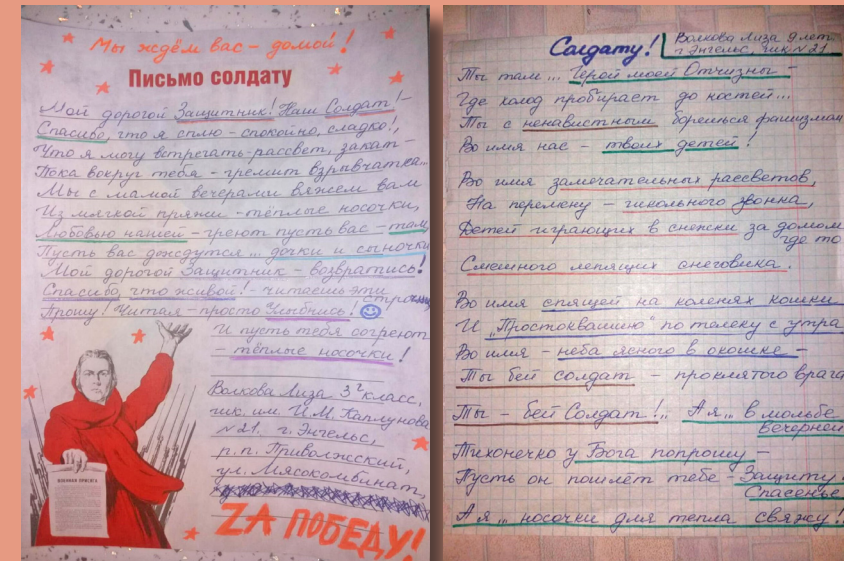 Мы ждём вас - домой!
Письмо солдату
Мой дорогой Защитник! Наш Солдат! -
Спасибо, что я сплю - спокойно, сладко!,
Что я могу встречать - рассвет, закат -
Пока вокруг тебя - гремит взрывчатка...
Мы с мамой вечерами вяжем вам
Из мягкой пряжи - тёплые носочки,
Любовью нашей - греют пусть вас - там,
Пусть вас дождутся... дочки и сыночки
Мой дорогой Защитник - возвратись!
Спасибо, что живой! - читаешь эти
строчки
Прошу! Читая - просто Улыбнись!
И пусть тебя согреют
- тёплые носочки!
Волкова Лиза 3 г класс,
шк. им. И.М. Каплунова
№21. г. Энгельс,
р.п. Приволжский,
ул. Мясокомбинат,
ВОЕННАЯ ПРИСЯГА
ZА ПОБЕДУ!
Солдату!
Волкова Лиза 9 лет.
г. Энгельс, шк №21
Ты там... Герой моей Отчизны -
Где холод пробирает до костей...
Ты с ненавистным борешься фашизмом
Во имя нас - твоих детей!
Во имя замечательных рассветов,
На перемену - школьного звонка,
Детей играющих в снежки за домом
где то
Смешного лепящих снеговика.
Во имя спящей на коленях кошки
И „Простоквашино" по телеку с утра
Во имя - неба ясного в окошке -
Ты бей солдат - проклятого врага
Ты - бей Солдат!.. А я... в мольбе
вечерней
Тихонечко у Бога попрошу -
Пусть он пошлет тебе - Защиту!
Спасенье
А я... носочки для тепла свяжу!